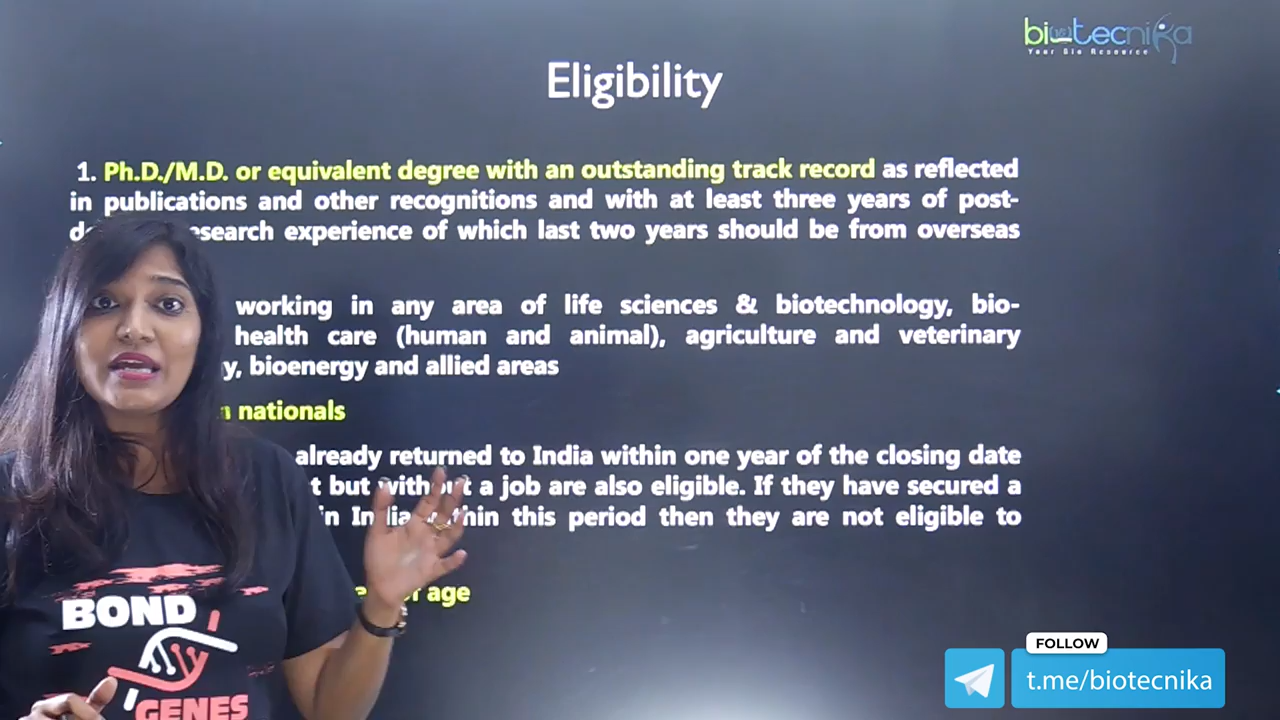 biotecnika
Your Bio Resource
Eligibility
1. Ph.D./M.D. or equivalent degree with an outstanding track record as reflected
in publications and other recognitions and with at least three years of post-
research experience of which last two years should be from overseas
working in any area of life sciences & biotechnology, bio-
health care (human and animal), agriculture and veterinary
bioenergy and allied areas
nationals
already returned to India within one year of the closing date
but without a job are also eligible. If they have secured a
in India within this period then they are not eligible to
of age
BOND
GENES
FOLLOW
t.me/biotecnika